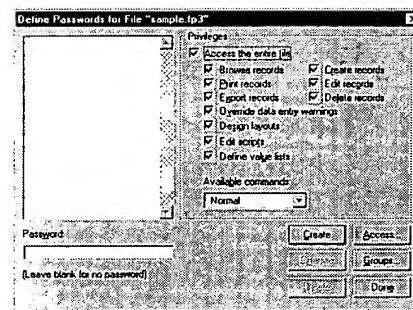 Define Passwords for File "sample.fp3"
Privileges
Access the entire file
Browse records
Create records
Print records
Edit records
Export records
Delete records
Override data entry warnings
Design layouts
Edit scripts
Define value lists
Available commands
Normal
Password:
(Leave blank for no password)
Create
Access...
Change
Groups...
Done